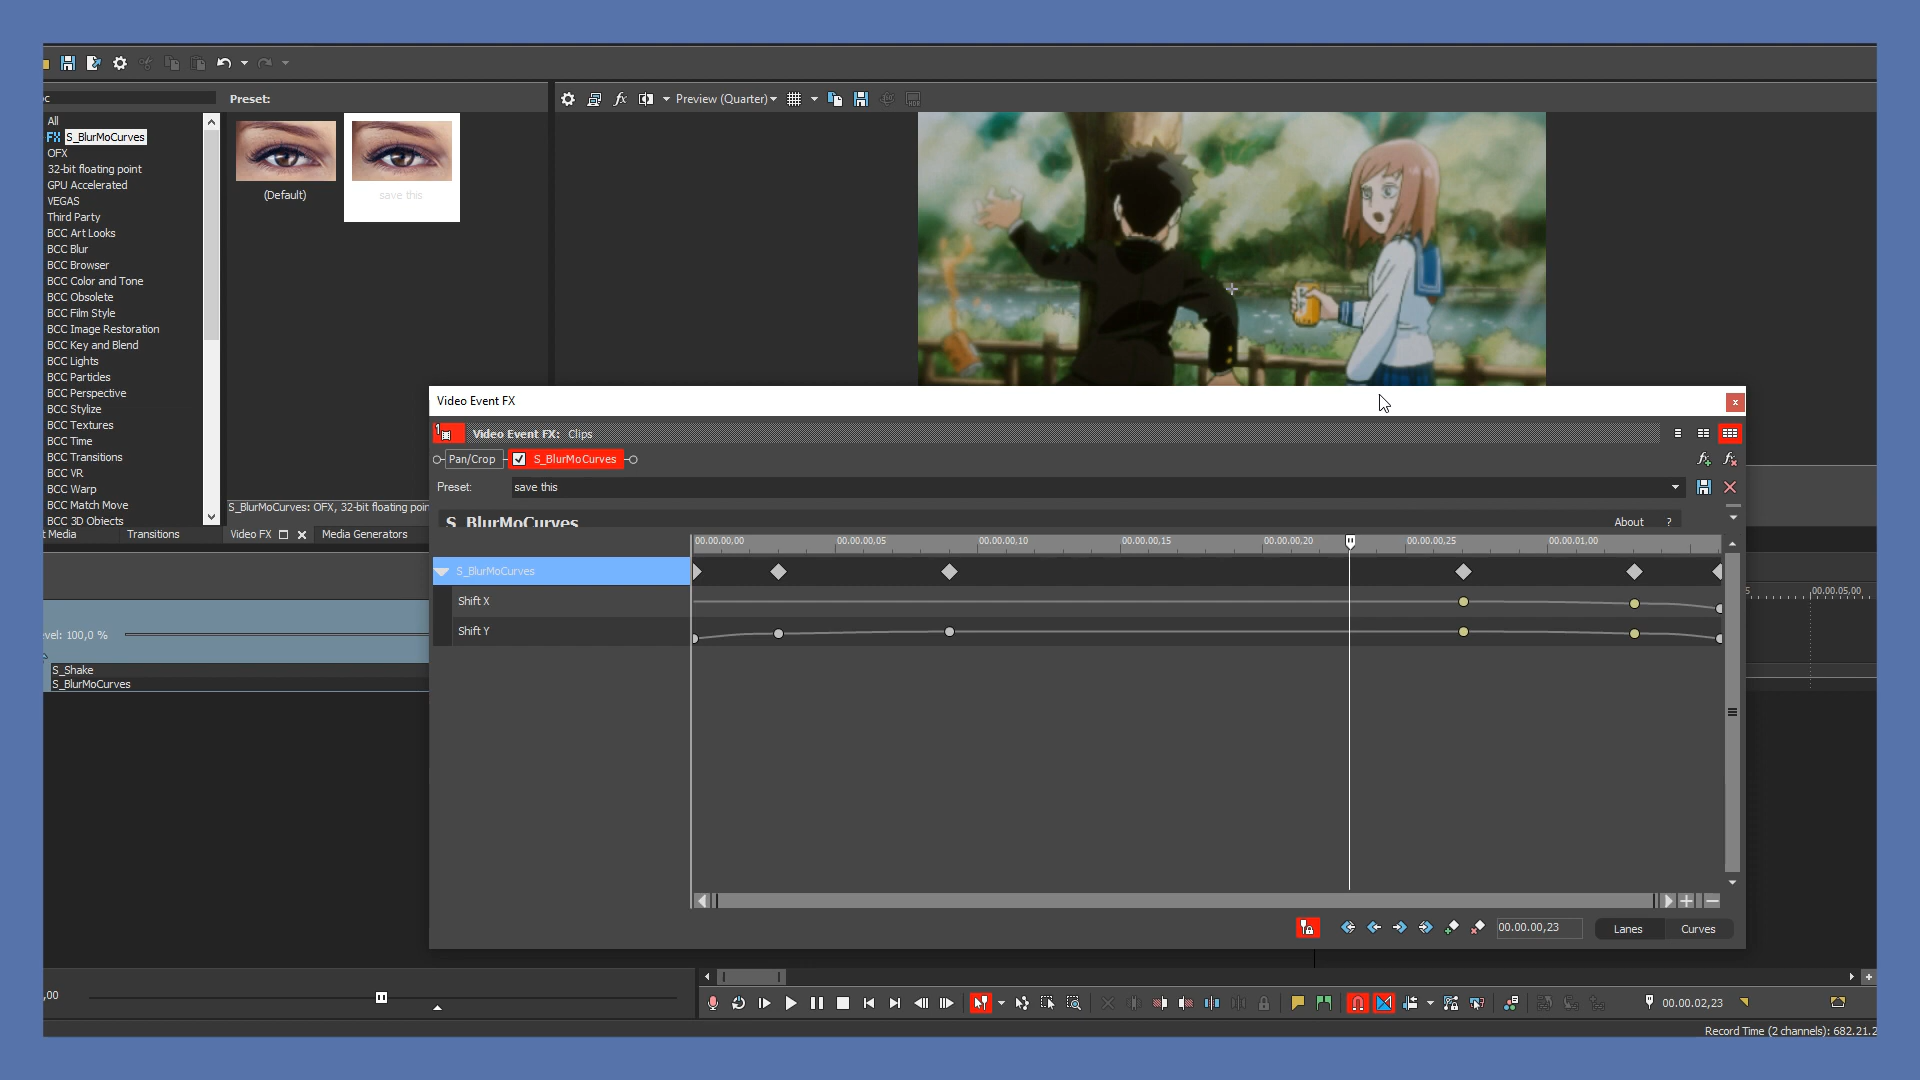 c
Preset:
Preview (Quarter)
All
FX S_BlurMoCurves
OFX
32-bit floating point
GPU Accelerated
VEGAS
Third Party
BCC Art Looks
BCC Blur
BCC Browser
BCC Color and Tone
BCC Obsolete
BCC Film Style
BCC Image Restoration
BCC Key and Blend
BCC Lights
BCC Particles
BCC Perspective
BCC Stylize
BCC Textures
BCC Time
BCC Transitions
BCC VR
BCC Warp
BCC Match Move
BCC 3D Objects
(Default)
save this
S_BlurMoCurves: OFX, 32-bit floating poin
t Media
Transitions
Video FX
Media Generators
Video Event FX
Video Event FX: Clips
Pan/Crop
S_BlurMoCurves
Preset:
save this
S_BlurMoCurves
About ?
00.00.00,00
00.00.00,05
00.00.00,10
00.00.00,15
00.00.00,20
00.00.00,25
00.00.01,00
S_BlurMoCurves
Shift X
Shift Y
00.00.00,23
Lanes
Curves
vel: 100,0 %
S_Shake
S_BlurMoCurves
00.00.05,00
,00
00.00.02,23
Record Time (2 channels): 682.21.2